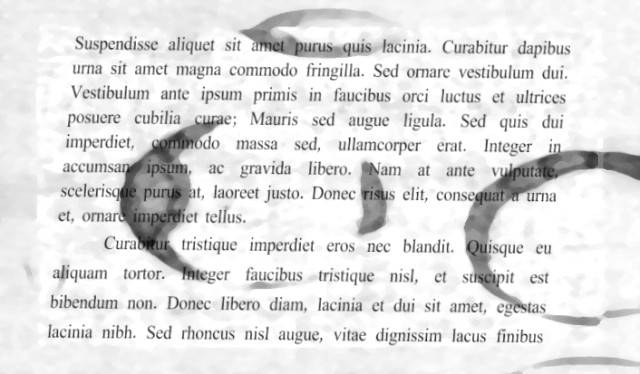 Suspendisse aliquet sit amet purus quis lacinia. Curabitur dapibus
urna sit amet magna commodo fringilla. Sed ornare vestibulum dui.
Vestibulum ante ipsum primis in faucibus orci luctus et ultrices
posuere cubilia curae; Mauris sed augue ligula. Sed quis dui
imperdiet, commodo massa sed, ullamcorper erat. Integer in
accumsan ipsum, ac gravida libero. Nam at ante vulputate,
scelerisque purus at, laoreet justo. Donec risus elit, consequat a urna
et, ornare imperdiet tellus.
Curabitur tristique imperdiet eros nec blandit. Quisque eu
aliquam tortor. Integer faucibus tristique nisl, et suscipit est
bibendum non. Donec libero diam, lacinia et dui sit amet, egestas
lacinia nibh. Sed rhoncus nisl augue, vitae dignissim lacus finibus